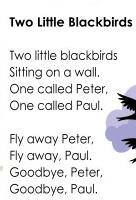 Two Little Blackbirds
Two little blackbirds
Sitting on a wall.
One called Peter,
One called Paul.
Fly away Peter,
Fly away, Paul.
Goodbye, Peter,
Goodbye, Paul.